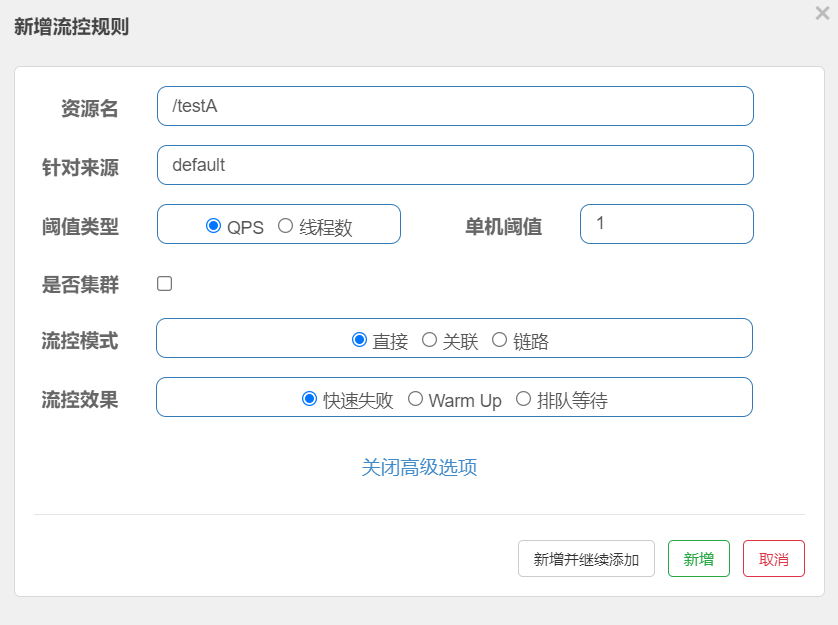 新增流控规则
资源名 /testA
针对来源 default
阈值类型 QPS 线程数 单机阈值 1
是否集群
流控模式 直接 关联 链路
流控效果 快速失败 Warm Up 排队等待
关闭高级选项
新增并继续添加 新增 取消